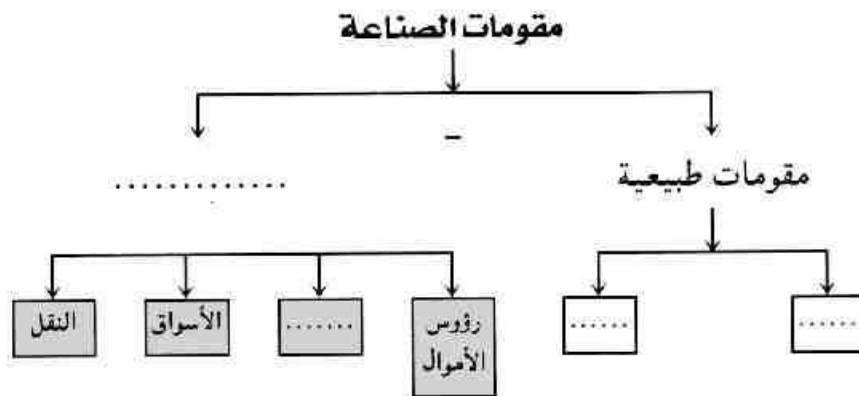 مقومات الصناعة
–
مقومات طبيعية
.............
......
......
رؤوس الأموال
.......
الأسواق
النقل